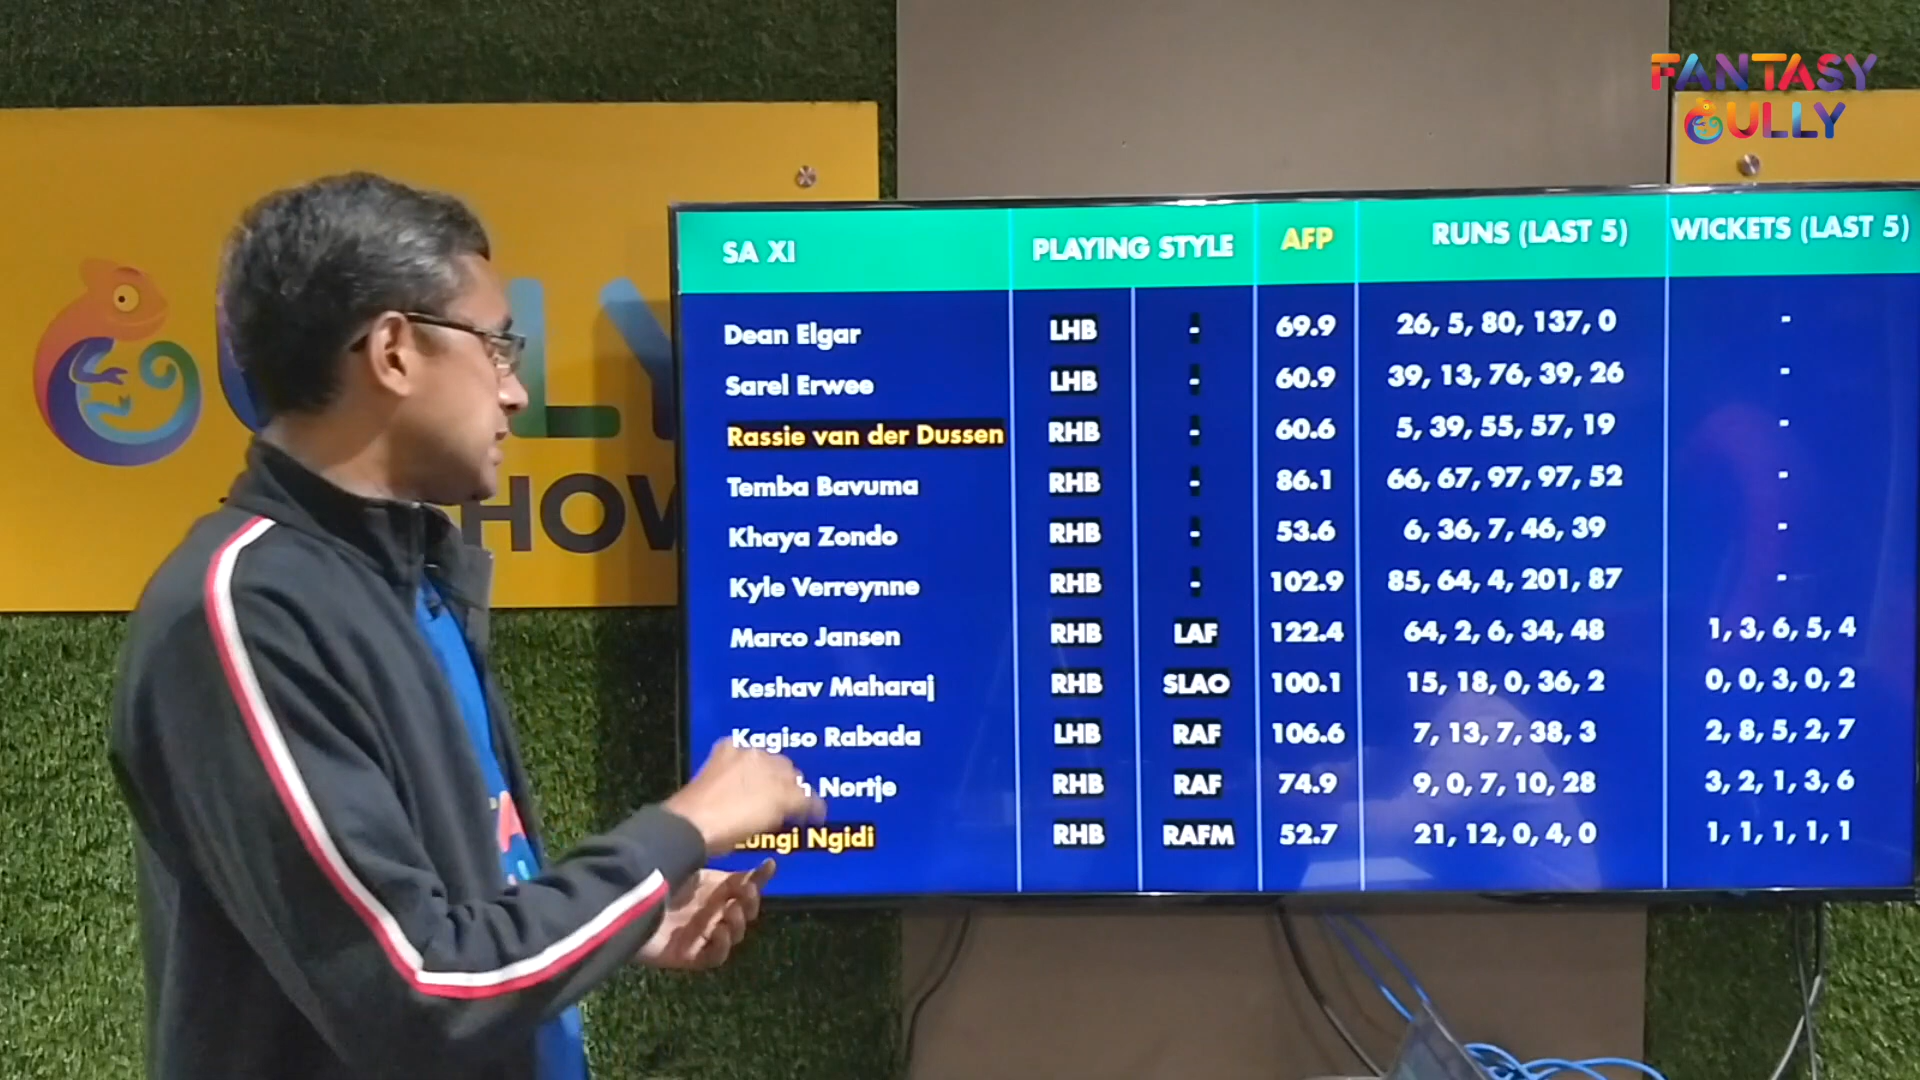 FANTASY
GULLY
SA XI PLAYING STYLE AFP RUNS (LAST 5) WICKETS (LAST 5)
Dean Elgar LHB - 69.9 26, 5, 80, 137, 0 -
Sarel Erwee LHB - 60.9 39, 13, 76, 39, 26 -
Rassie van der Dussen RHB - 60.6 5, 39, 55, 57, 19 -
Temba Bavuma RHB - 86.1 66, 67, 97, 97, 52 -
Khaya Zondo RHB - 53.6 6, 36, 7, 46, 39 -
Kyle Verreynne RHB - 102.9 85, 64, 4, 201, 87 -
Marco Jansen RHB LAF 122.4 64, 2, 6, 34, 48 1, 3, 6, 5, 4
Keshav Maharaj RHB SLAO 100.1 15, 18, 0, 36, 2 0, 0, 3, 0, 2
Kagiso Rabada LHB RAF 106.6 7, 13, 7, 38, 3 2, 8, 5, 2, 7
Nortje RHB RAF 74.9 9, 0, 7, 10, 28 3, 2, 1, 3, 6
Lungi Ngidi RHB RAFM 52.7 21, 12, 0, 4, 0 1, 1, 1, 1, 1